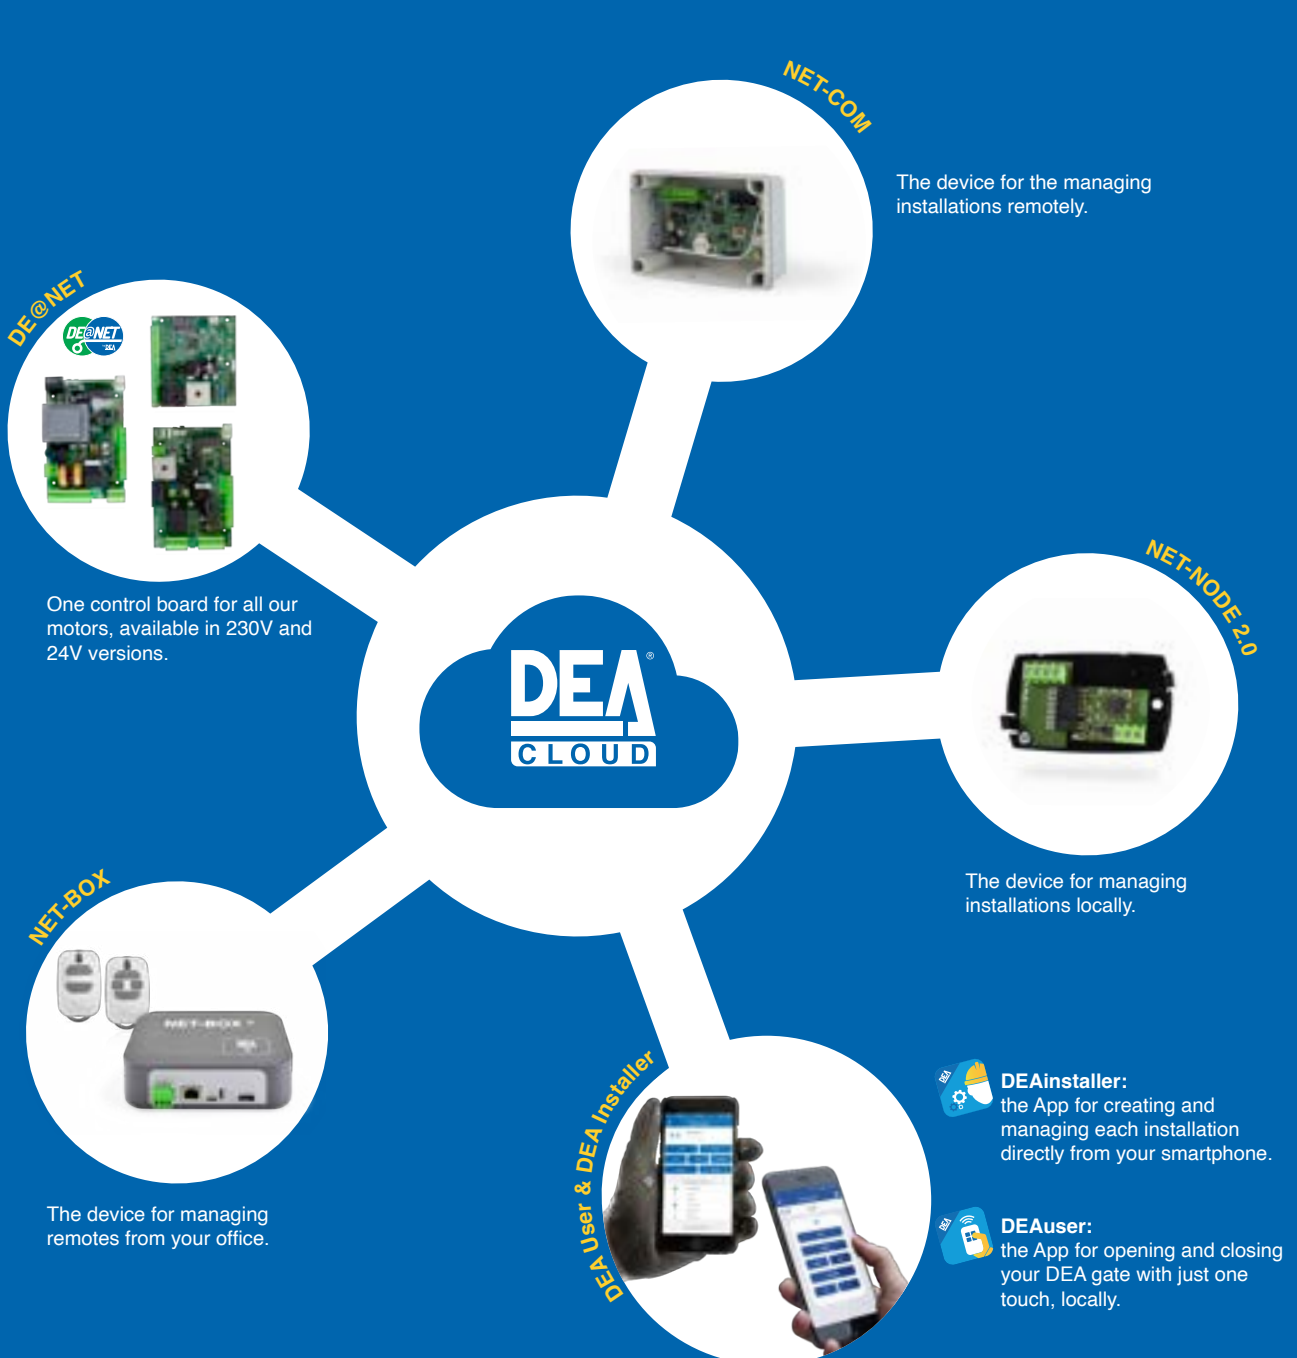 NET-COM
The device for the managing
installations remotely.
DE@NET
DE@NET
DEA
One control board for all our
motors, available in 230V and
24V versions.
NET-NODE 2.0
The device for managing
installations locally.
DEA®
CLOUD
NET-BOX
NET-BOX
DEA
The device for managing
remotes from your office.
DEA User & DEA Installer
DEA
DEAinstaller:
the App for creating and
managing each installation
directly from your smartphone.
DEA
DEAuser:
the App for opening and closing
your DEA gate with just one
touch, locally.